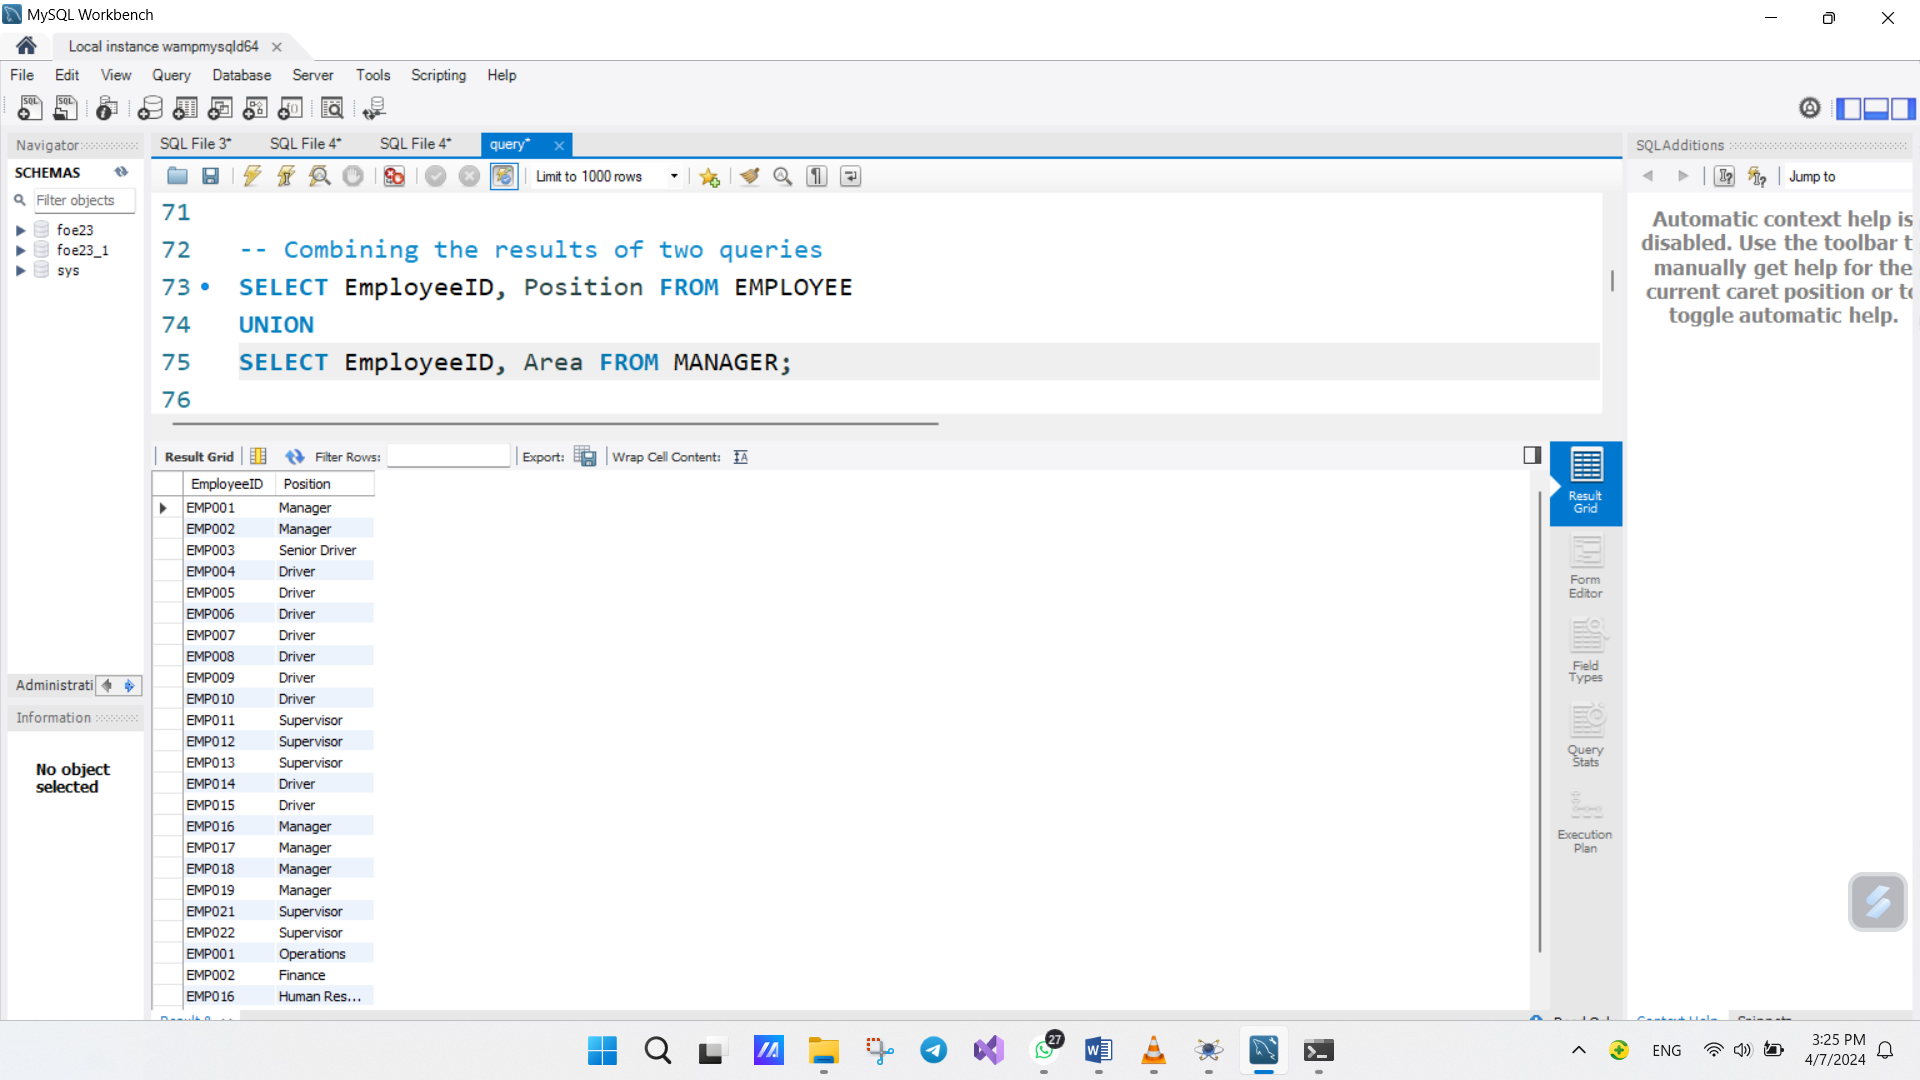 MySQL Workbench
Local instance wampmysqld64
File Edit View Query Database Server Tools Scripting Help
Navigator
SCHEMAS
Filter objects
foe23
foe23_1
sys
Administrati
Information
No object
selected
SQL File 3* SQL File 4* SQL File 4* query*
Limit to 1000 rows
71
72 -- Combining the results of two queries
73 SELECT EmployeeID, Position FROM EMPLOYEE
74 UNION
75 SELECT EmployeeID, Area FROM MANAGER;
76
Result Grid Filter Rows: Export: Wrap Cell Content:
EmployeeID Position
EMP001 Manager
EMP002 Manager
EMP003 Senior Driver
EMP004 Driver
EMP005 Driver
EMP006 Driver
EMP007 Driver
EMP008 Driver
EMP009 Driver
EMP010 Driver
EMP011 Supervisor
EMP012 Supervisor
EMP013 Supervisor
EMP014 Driver
EMP015 Driver
EMP016 Manager
EMP017 Manager
EMP018 Manager
EMP019 Manager
EMP021 Supervisor
EMP022 Supervisor
EMP001 Operations
EMP002 Finance
EMP016 Human Res...
Result
Grid
Form
Editor
Field
Types
Query
Stats
Execution
Plan
SQLAdditions
Jump to
Automatic context help is
disabled. Use the toolbar t
manually get help for the
current caret position or to
toggle automatic help.
Context Help Snippets
27
ENG
3:25 PM
4/7/2024